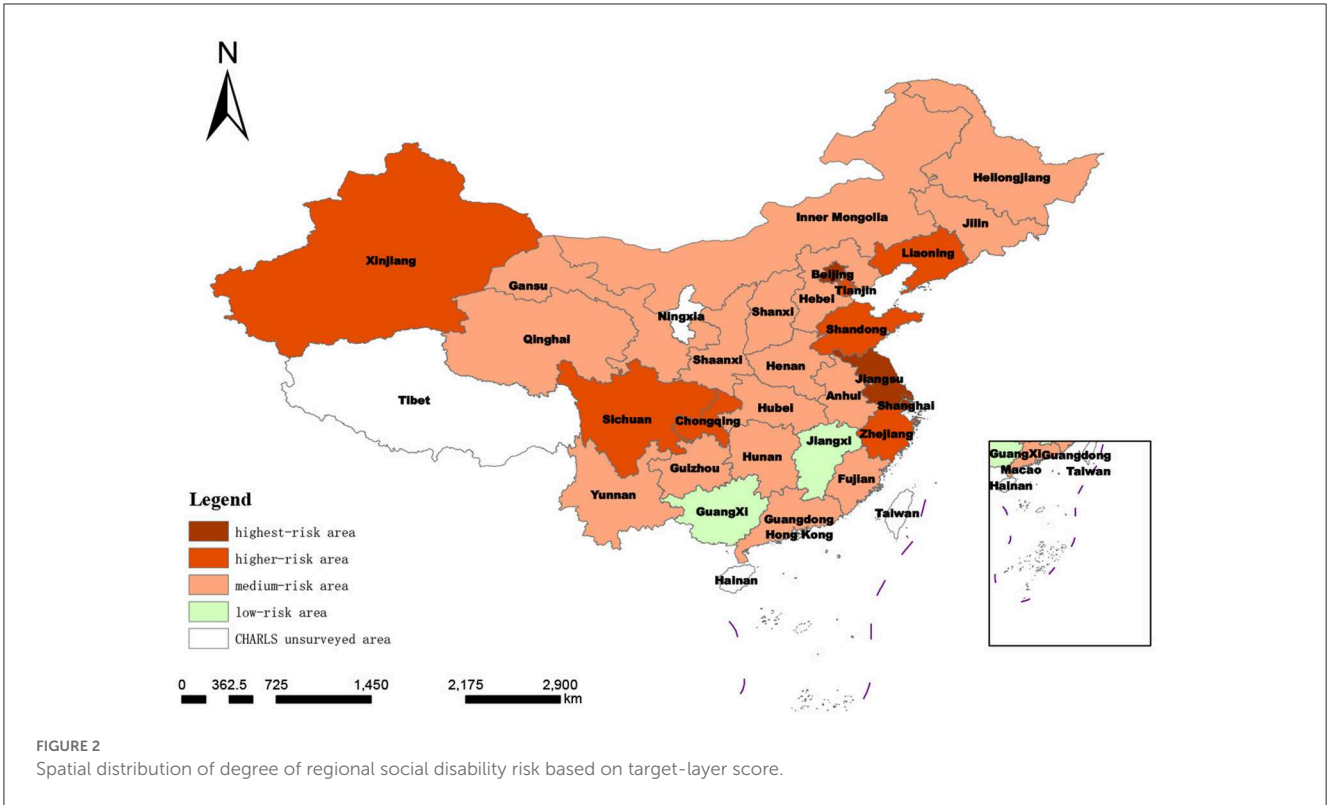 N
Heilongjiang
Inner Mongolia
Jilin
Xinjiang
Liaoning
Beijing
Tianjin
Gansu
Hebei
Shanxi
Ningxia
Shandong
Qinghai
Shaanxi
Henan
Jiangsu
Anhui
Tibet
Shanghai
Hubei
Sichuan
Chongqing
Zhejiang
Jiangxi
Hunan
Guizhou
Fujian
Yunnan
GuangXI
Guangdong
Hong Kong
Taiwan
Hainan
GuangXI
Guangdong
Macao
Taiwan
Hainan
Legend
highest-risk area
higher-risk area
medium-risk area
low-risk area
CHARLS unsurveyed area
0 362.5 725 1,450 2,175 2,900
km
FIGURE 2
Spatial distribution of degree of regional social disability risk based on target-layer score.